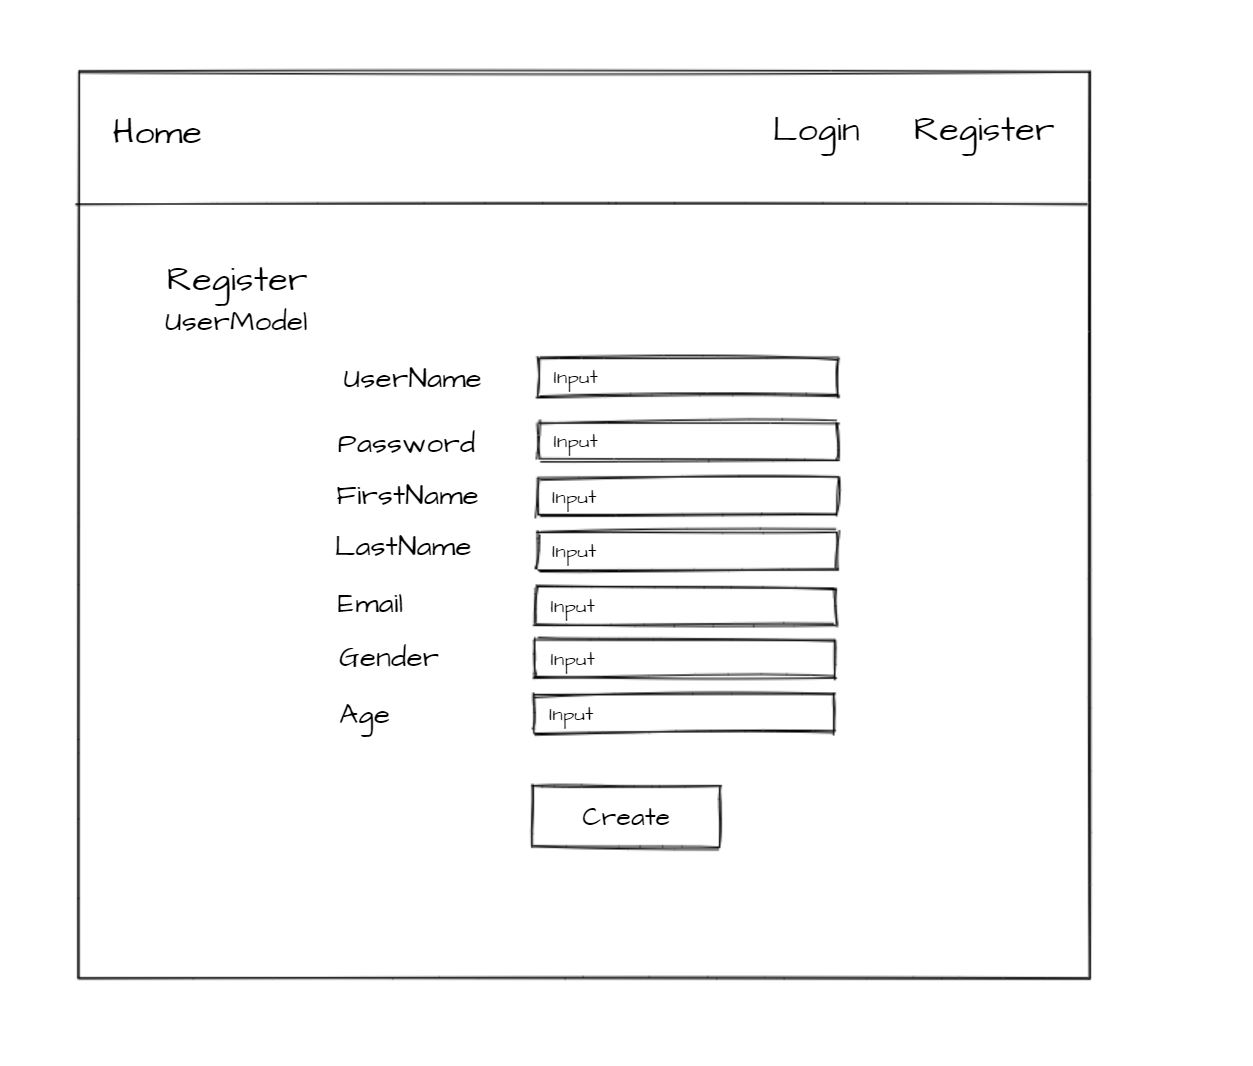 Home Login Register
Register
UserModel
UserName Input
Password Input
FirstName Input
LastName Input
Email Input
Gender Input
Age Input
Create